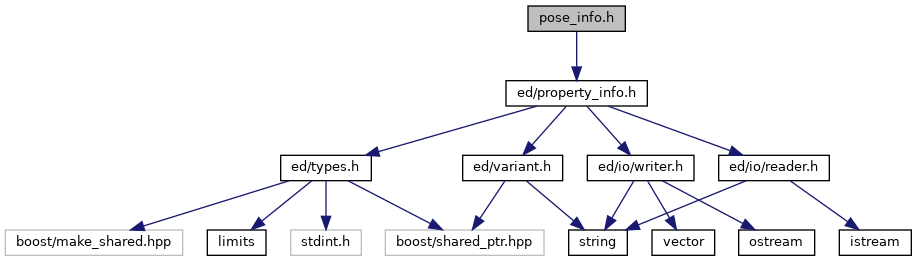 pose_info.h
ed/property_info.h
ed/types.h
ed/variant.h
ed/io/writer.h
ed/io/reader.h
boost/make_shared.hpp
limits
stdint.h
boost/shared_ptr.hpp
string
vector
ostream
istream